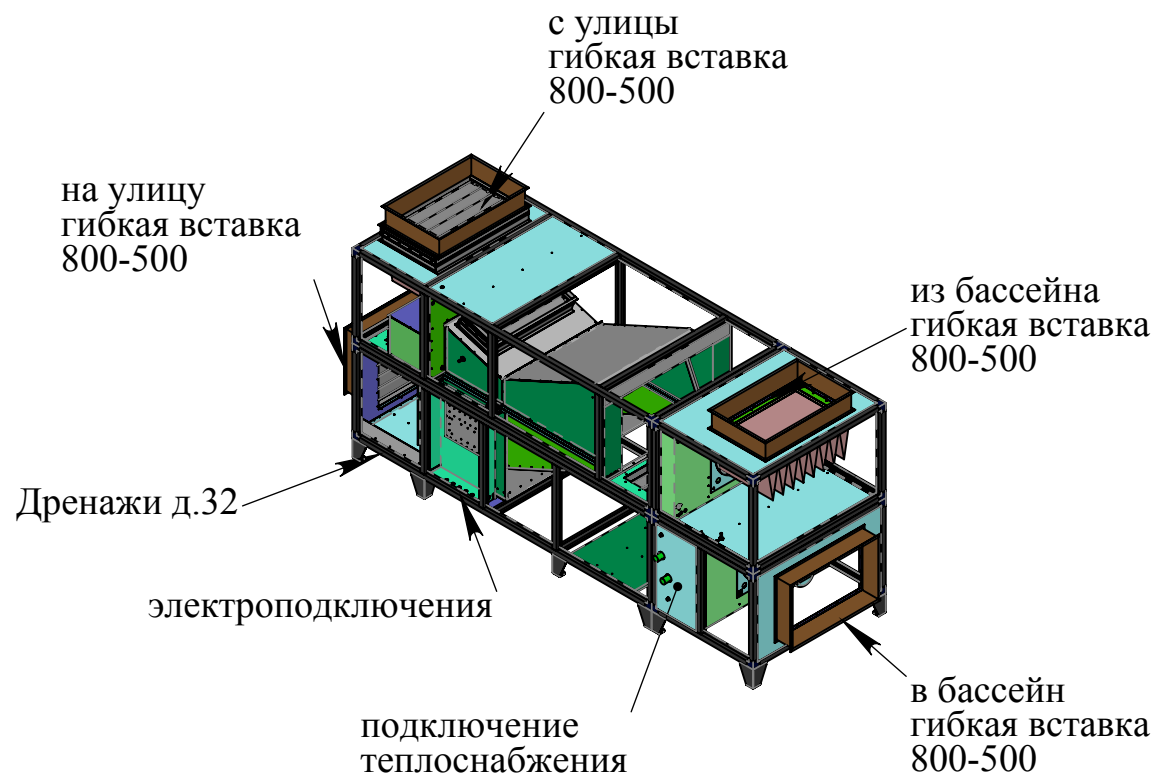 с улицы
гибкая вставка
800-500
на улицу
гибкая вставка
800-500
из бассейна
гибкая вставка
800-500
Дренажи д.32
электроподключения
подключение
теплоснабжения
в бассейн
гибкая вставка
800-500